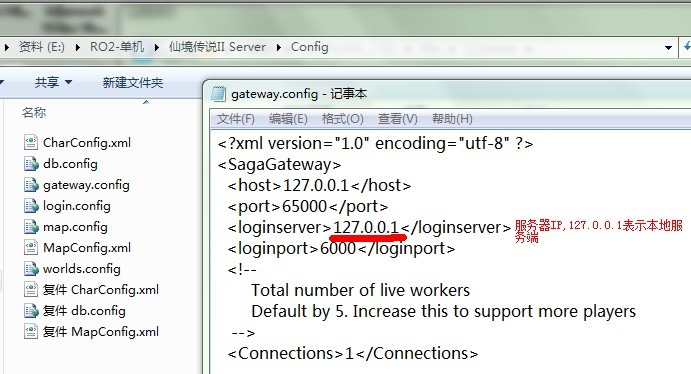 资料 (E:) ▸ RO2-单机 ▸ 仙境传说II Server ▸ Config
共享 新建文件夹
名称
CharConfig.xml
db.config
gateway.config
login.config
map.config
MapConfig.xml
worlds.config
复件 CharConfig.xml
复件 db.config
复件 MapConfig.xml
gateway.config - 记事本
文件(F) 编辑(E) 格式(O) 查看(V) 帮助(H)
<?xml version="1.0" encoding="utf-8" ?>
<SagaGateway>
<host>127.0.0.1</host>
<port>65000</port>
<loginserver>127.0.0.1</loginserver>
<loginport>6000</loginport>
<!--
Total number of live workers
Default by 5. Increase this to support more players
-->
<Connections>1</Connections>
服务器IP,127.0.0.1表示本地服
务端